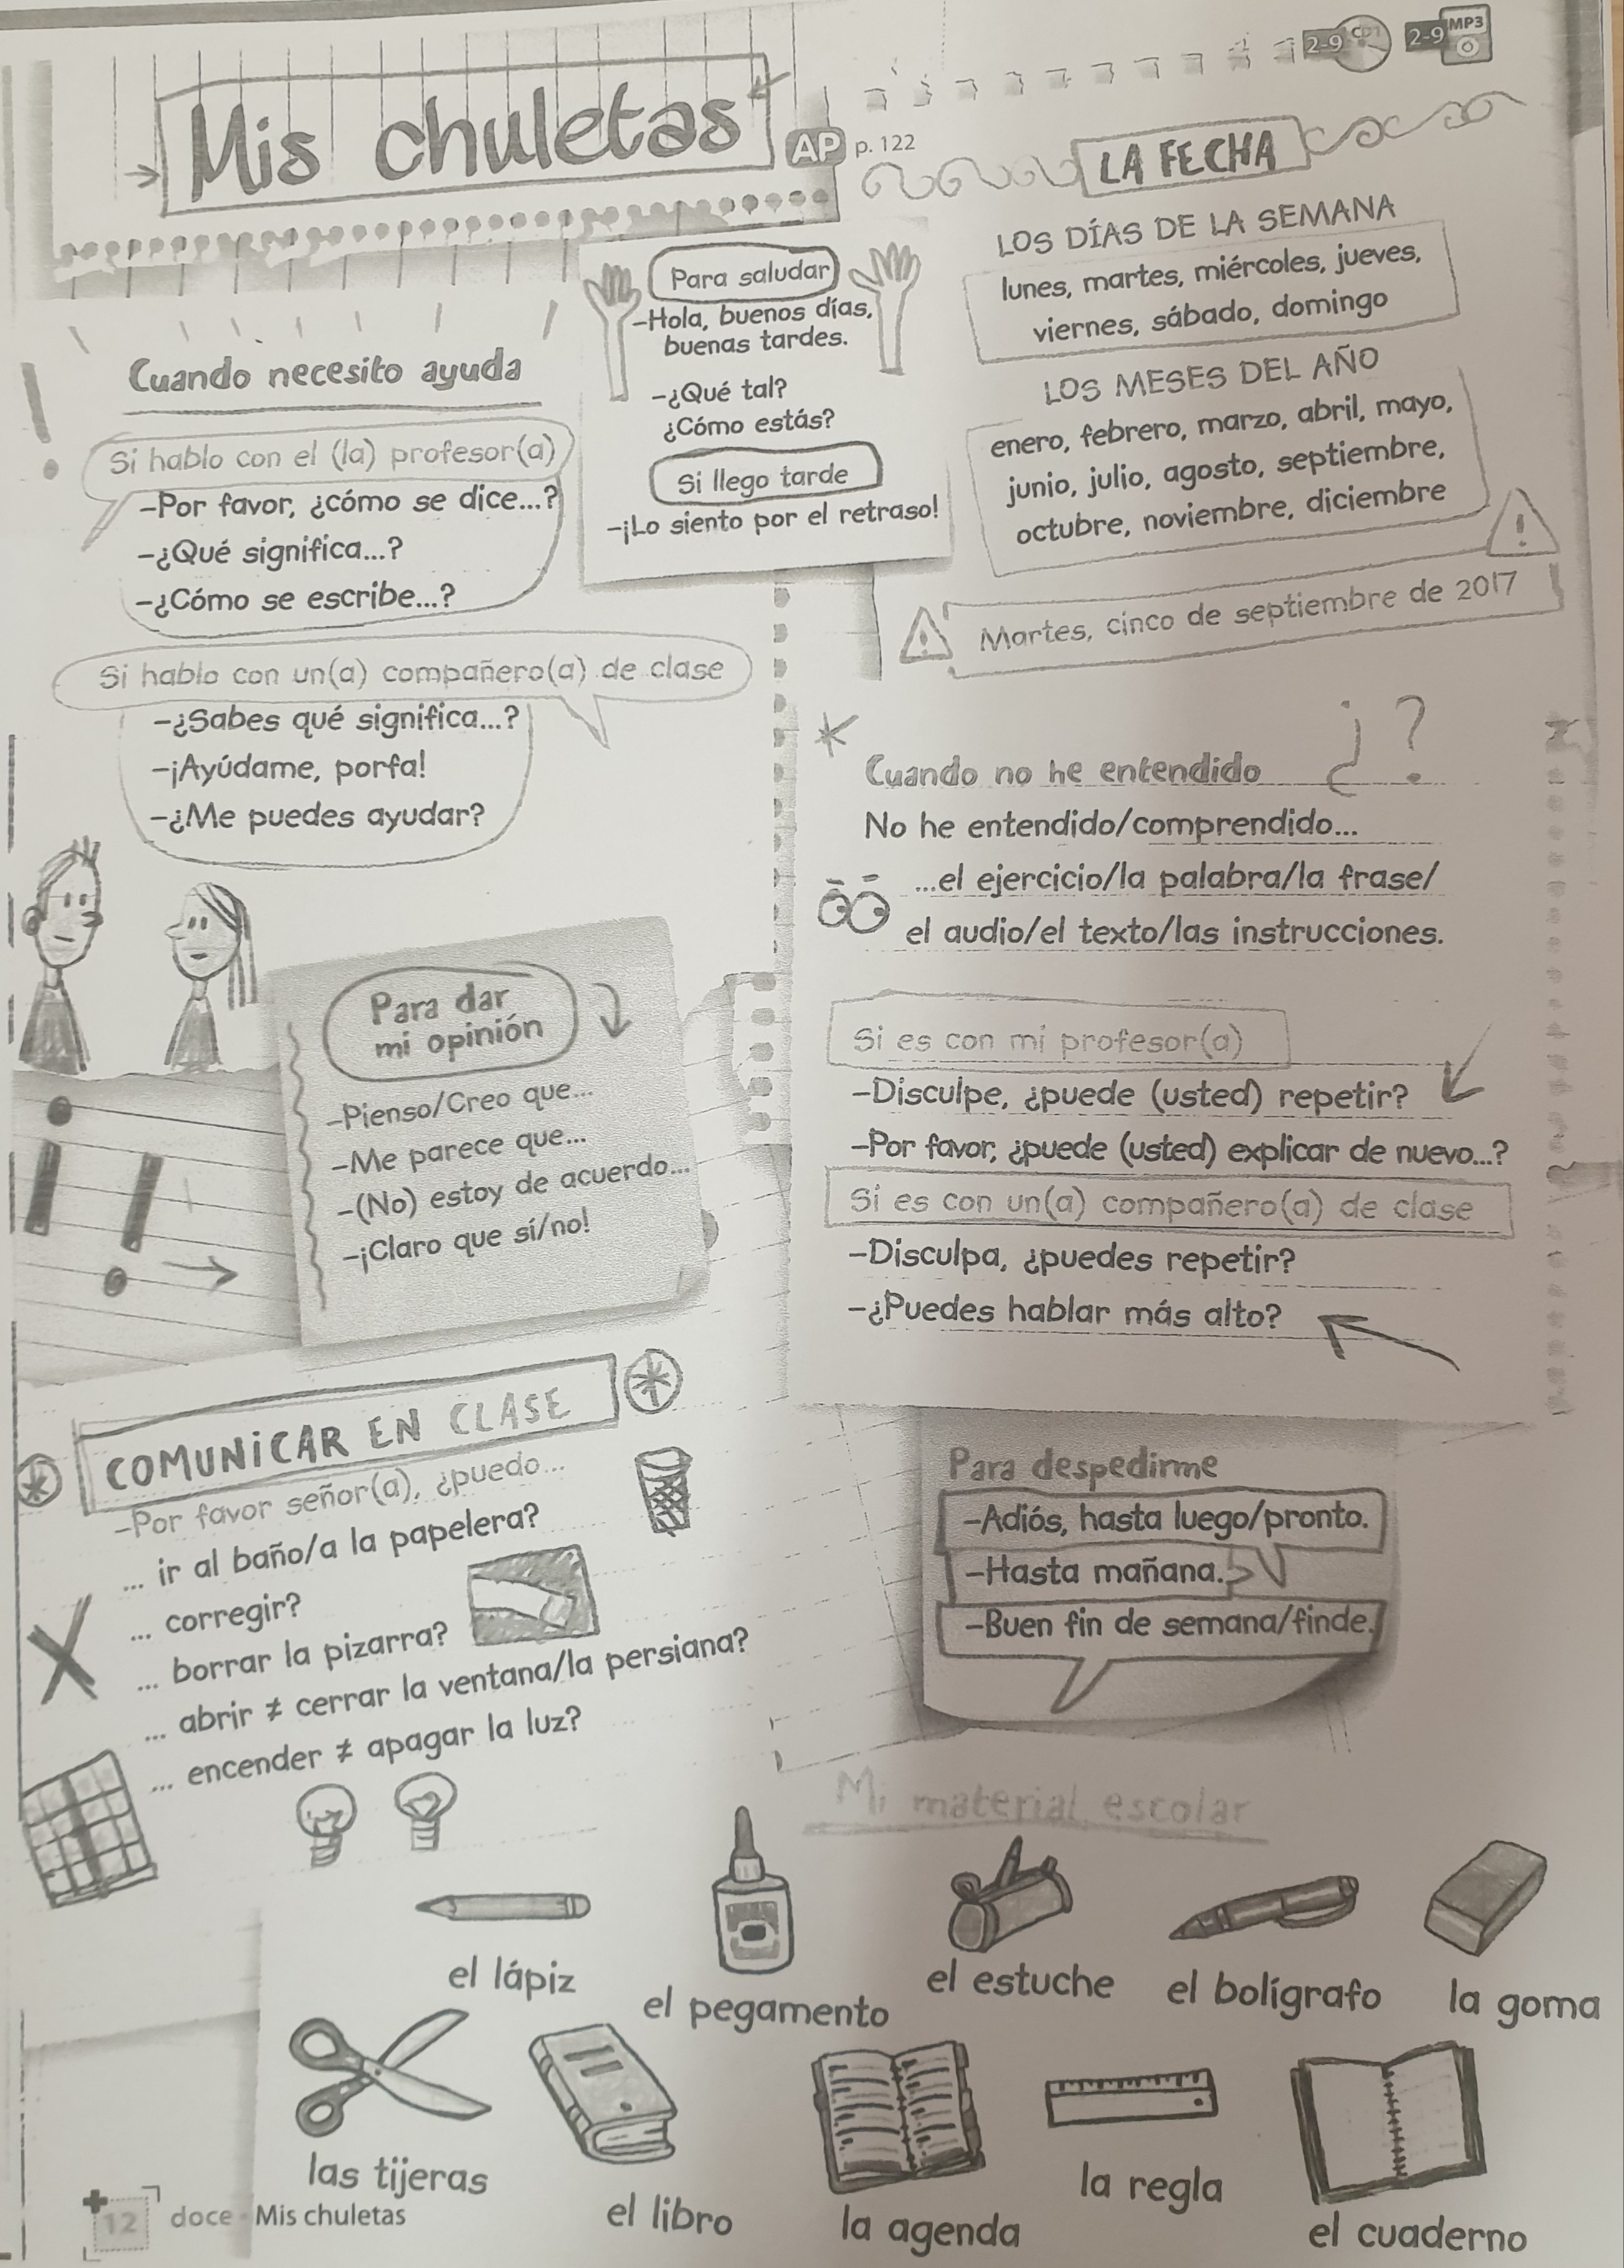 Mis chuletas
AP p. 122
2-9 CD1
2-9 MP3
Cuando necesito ayuda
Si hablo con el (la) profesor(a)
-Por favor, ¿cómo se dice...?
-¿Qué significa...?
-¿Cómo se escribe...?
Si hablo con un(a) compañero(a) de clase
-¿Sabes qué significa...?
-¡Ayúdame, porfa!
-¿Me puedes ayudar?
Para saludar
-Hola, buenos días,
buenas tardes.
-¿Qué tal?
¿Cómo estás?
Si llego tarde
-¡Lo siento por el retraso!
LA FECHA
LOS DÍAS DE LA SEMANA
lunes, martes, miércoles, jueves,
viernes, sábado, domingo
LOS MESES DEL AÑO
enero, febrero, marzo, abril, mayo,
junio, julio, agosto, septiembre,
octubre, noviembre, diciembre
Martes, cinco de septiembre de 2017
Cuando no he entendido ¿?
No he entendido/comprendido...
...el ejercicio/la palabra/la frase/
el audio/el texto/las instrucciones.
Si es con mi profesor(a)
-Disculpe, ¿puede (usted) repetir?
-Por favor, ¿puede (usted) explicar de nuevo...?
Si es con un(a) compañero(a) de clase
-Disculpa, ¿puedes repetir?
-¿Puedes hablar más alto?
Para dar
mi opinión
-Pienso/Creo que...
-Me parece que...
-(No) estoy de acuerdo...
-¡Claro que sí/no!
COMUNiCAR EN CLASE
-Por favor señor(a), ¿puedo...
... ir al baño/a la papelera?
... corregir?
... borrar la pizarra?
... abrir ≠ cerrar la ventana/la persiana?
... encender ≠ apagar la luz?
Para despedirme
-Adiós, hasta luego/pronto.
-Hasta mañana.
-Buen fin de semana/finde.
Mi material escolar
el lápiz
el pegamento
el estuche
el bolígrafo
la goma
las tijeras
el libro
la agenda
la regla
el cuaderno
12 doce · Mis chuletas